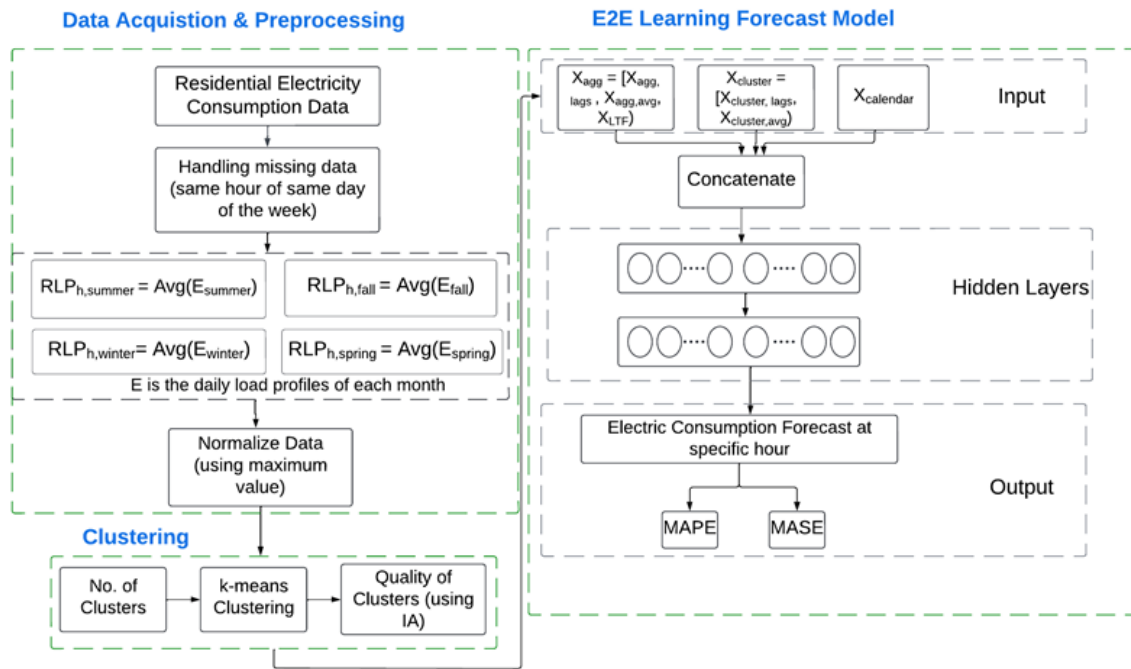 Data Acquistion & Preprocessing
Residential Electricity
Consumption Data
Handling missing data
(same hour of same day
of the week)
RLPh,summer = Avg(Esummer)
RLPh,fall = Avg(Efall)
RLPh,winter= Avg(Ewinter)
RLPh,spring = Avg(Espring)
E is the daily load profiles of each month
Normalize Data
(using maximum
value)
Clustering
No. of
Clusters
k-means
Clustering
Quality of
Clusters (using
IA)
E2E Learning Forecast Model
Xagg = [Xagg,
lags , Xagg,avg,
XLTF)
Xcluster =
[Xcluster, lags,
Xcluster,avg)
Xcalendar
Input
Concatenate
Hidden Layers
Electric Consumption Forecast at
specific hour
Output
MAPE
MASE